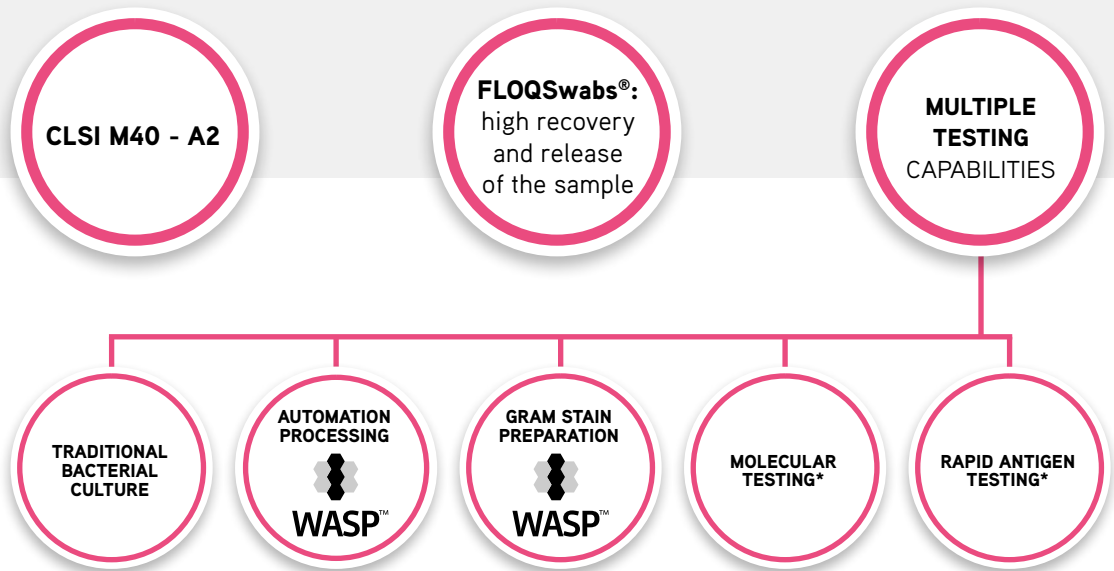 CLSI M40 - A2
FLOQSwabs®:
high recovery
and release
of the sample
MULTIPLE
TESTING
CAPABILITIES
TRADITIONAL
BACTERIAL
CULTURE
AUTOMATION
PROCESSING
WASP™
GRAM STAIN
PREPARATION
WASP™
MOLECULAR
TESTING*
RAPID ANTIGEN
TESTING*